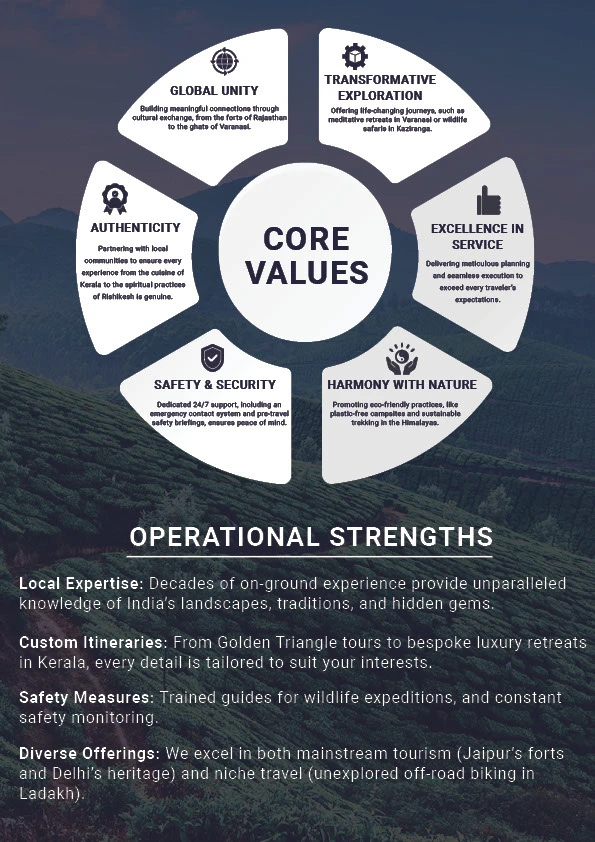 GLOBAL UNITY
Building meaningful connections through
cultural exchange, from the forts of Rajasthan
to the ghats of Varanasi.
TRANSFORMATIVE
EXPLORATION
Offering life-changing journeys, such as
meditative retreats in Varanasi or wildlife
safaris in Kaziranga.
AUTHENTICITY
Partnering with local
communities to ensure every
experience from the cuisine of
Kerala to the spiritual practices
of Rishikesh is genuine.
CORE
VALUES
EXCELLENCE IN
SERVICE
Delivering meticulous planning
and seamless execution to
exceed every traveler's
expectations.
SAFETY & SECURITY
Dedicated 24/7 support, including an
emergency contact system and pre-travel
safety briefings, ensures peace of mind.
HARMONY WITH NATURE
Promoting eco-friendly practices, like
plastic-free campsites and sustainable
trekking in the Himalayas.
OPERATIONAL STRENGTHS
Local Expertise: Decades of on-ground experience provide unparalleled
knowledge of India's landscapes, traditions, and hidden gems.
Custom Itineraries: From Golden Triangle tours to bespoke luxury retreats
in Kerala, every detail is tailored to suit your interests.
Safety Measures: Trained guides for wildlife expeditions, and constant
safety monitoring.
Diverse Offerings: We excel in both mainstream tourism (Jaipur's forts
and Delhi's heritage) and niche travel (unexplored off-road biking in
Ladakh).